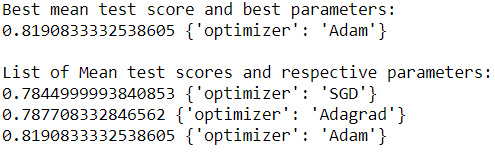 Best mean test score and best parameters:
0.8190833332538605 {'optimizer': 'Adam'}
List of Mean test scores and respective parameters:
0.7844999993840853 {'optimizer': 'SGD'}
0.787708332846562 {'optimizer': 'Adagrad'}
0.8190833332538605 {'optimizer': 'Adam'}